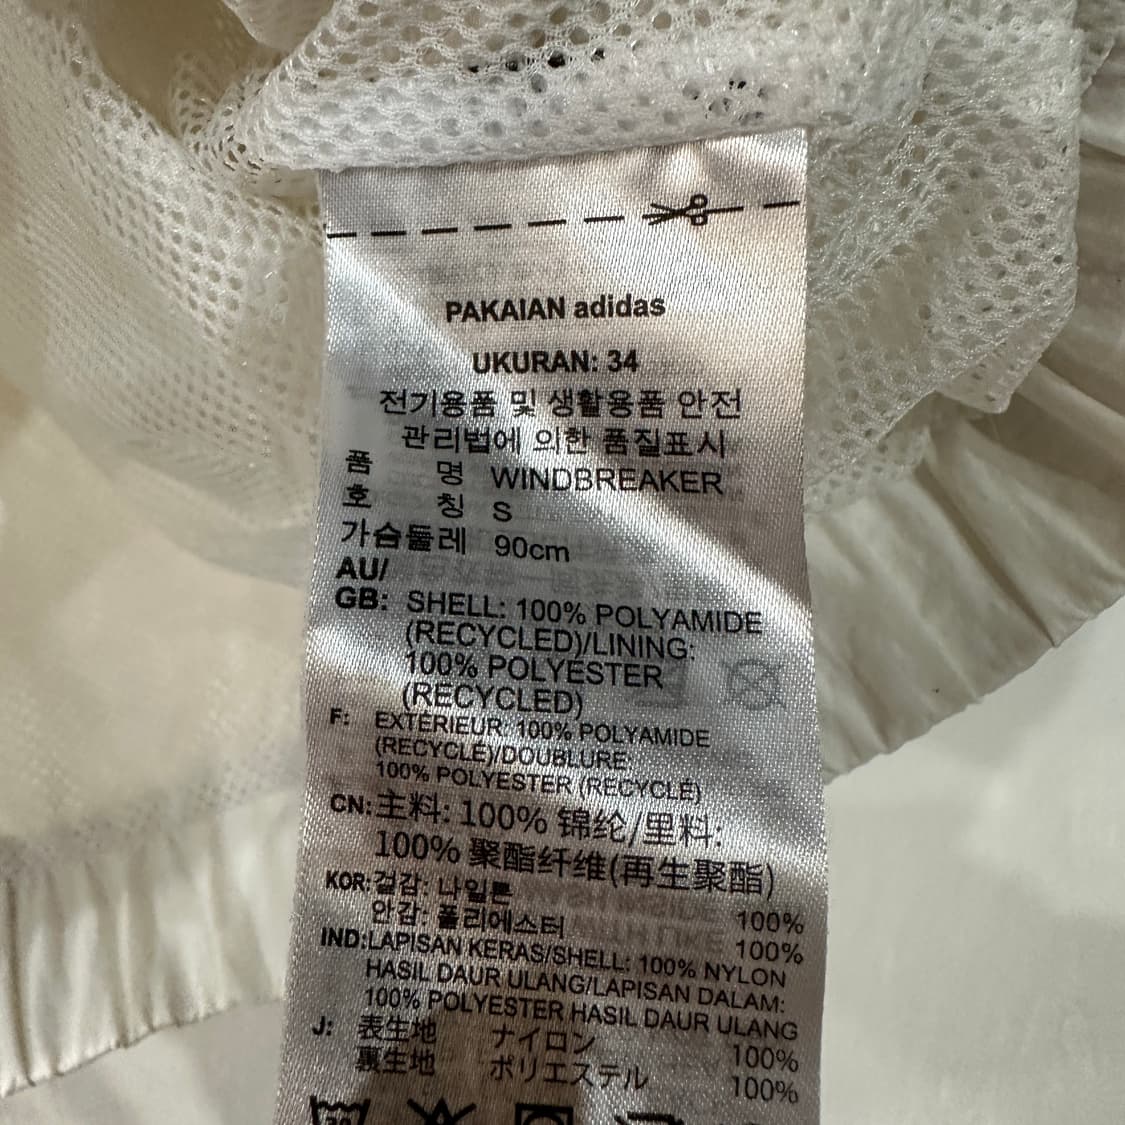 PAKAIAN adidas
UKURAN: 34
전기용품 및 생활용품 안전
관리법에 의한 품질표시
품 명 WINDBREAKER
호 칭 S
가슴둘레 90cm
AU/
GB: SHELL: 100% POLYAMIDE
(RECYCLED)/LINING:
100% POLYESTER
(RECYCLED)
F: EXTÉRIEUR: 100% POLYAMIDE
(RECYCLÉ)/DOUBLURE:
100% POLYESTER (RECYCLÉ)
CN: 主料: 100% 锦纶/里料:
100% 聚酯纤维(再生聚酯)
KOR: 겉감: 나일론 100%
안감: 폴리에스터 100%
IND: LAPISAN KERAS/SHELL: 100% NYLON
HASIL DAUR ULANG/LAPISAN DALAM:
100% POLYESTER HASIL DAUR ULANG
J: 表生地 ナイロン 100%
裏生地 ポリエステル 100%
30